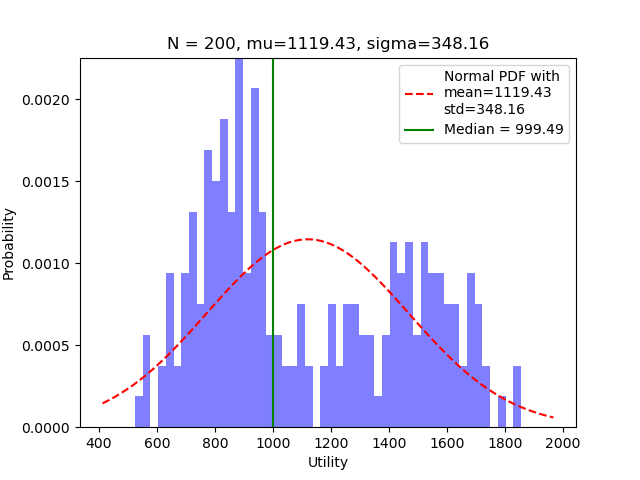 N = 200, mu=1119.43, sigma=348.16
Normal PDF with
mean=1119.43
std=348.16
Median = 999.49
Probability
0.0020
0.0015
0.0010
0.0005
0.0000
400 600 800 1000 1200 1400 1600 1800 2000
Utility